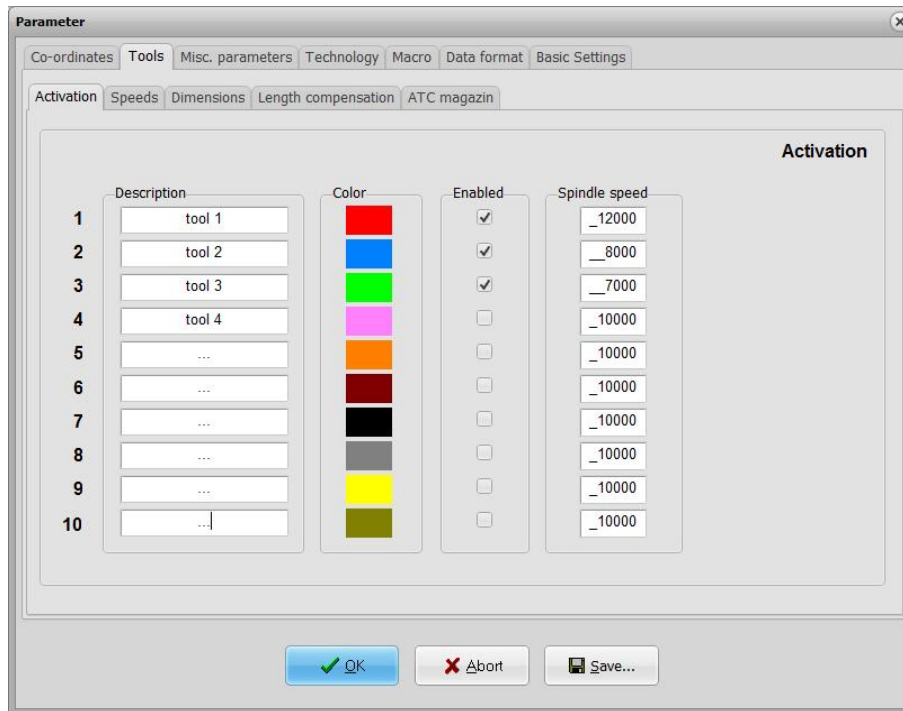 Parameter
Co-ordinates Tools Misc. parameters Technology Macro Data format Basic Settings
Activation Speeds Dimensions Length compensation ATC magazin
Activation
Description Color Enabled Spindle speed
1 tool 1 _12000
2 tool 2 __8000
3 tool 3 __7000
4 tool 4 _10000
5 ... _10000
6 ... _10000
7 ... _10000
8 ... _10000
9 ... _10000
10 ... _10000
OK Abort Save...